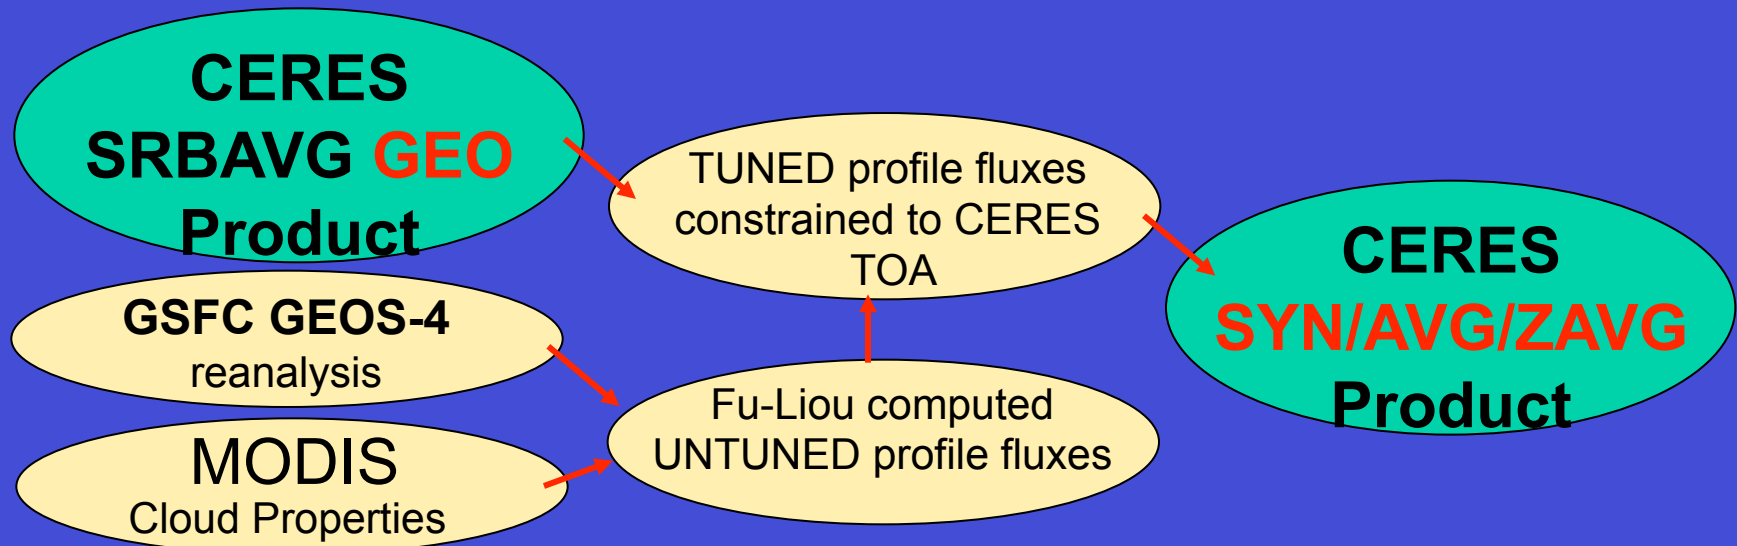 CERES
SRBAVG GEO
Product
GSFC GEOS-4
reanalysis
MODIS
Cloud Properties
TUNED profile fluxes
constrained to CERES
TOA
Fu-Liou computed
UNTUNED profile fluxes
CERES
SYN/AVG/ZAVG
Product